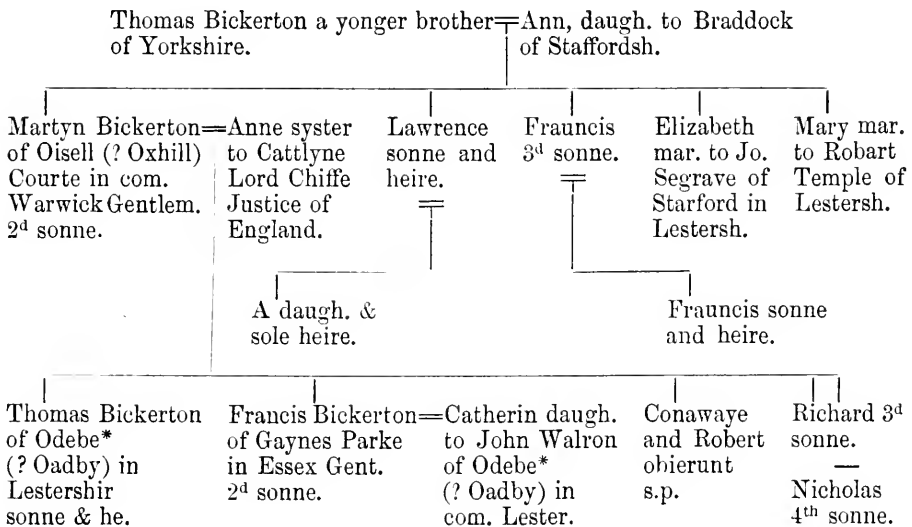 Thomas Bickerton a yonger brother=Ann, daugh. to Braddock
of Yorkshire.
of Staffordsh.
Martyn Bickerton=
of Oisell (? Oxhill)
Courte in com.
Warwick Gentlem.
2d sonne.
Anne syster
to Cattlyne
Lord Chiffe
Justice of
England.
Lawrence
sonne and
heire.
Frauncis
3d sonne.
Elizabeth
mar. to Jo.
Segrave of
Starford in
Lestersh.
Mary mar.
to Robart
Temple of
Lestersh.
A daugh. &
sole heire.
Frauncis sonne
and heire.
Thomas Bickerton
of Odebe*
(? Oadby) in
Lestershir
sonne & he.
Francis Bickerton=
of Gaynes Parke
in Essex Gent.
2d sonne.
Catherin daugh.
to John Walron
of Odebe*
(? Oadby) in
com. Lester.
Conawaye
and Robert
obierunt
s.p.
Richard 3d
sonne.
—
Nicholas
4th sonne.